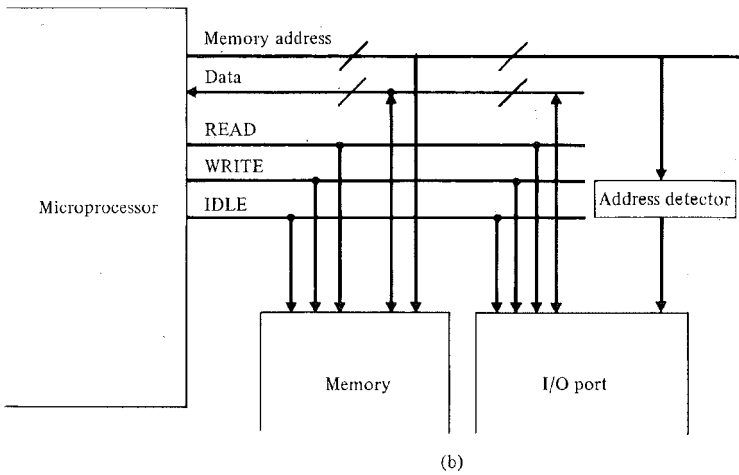 Memory address
Data
READ
WRITE
IDLE
Microprocessor
Address detector
Memory
I/O port
(b)